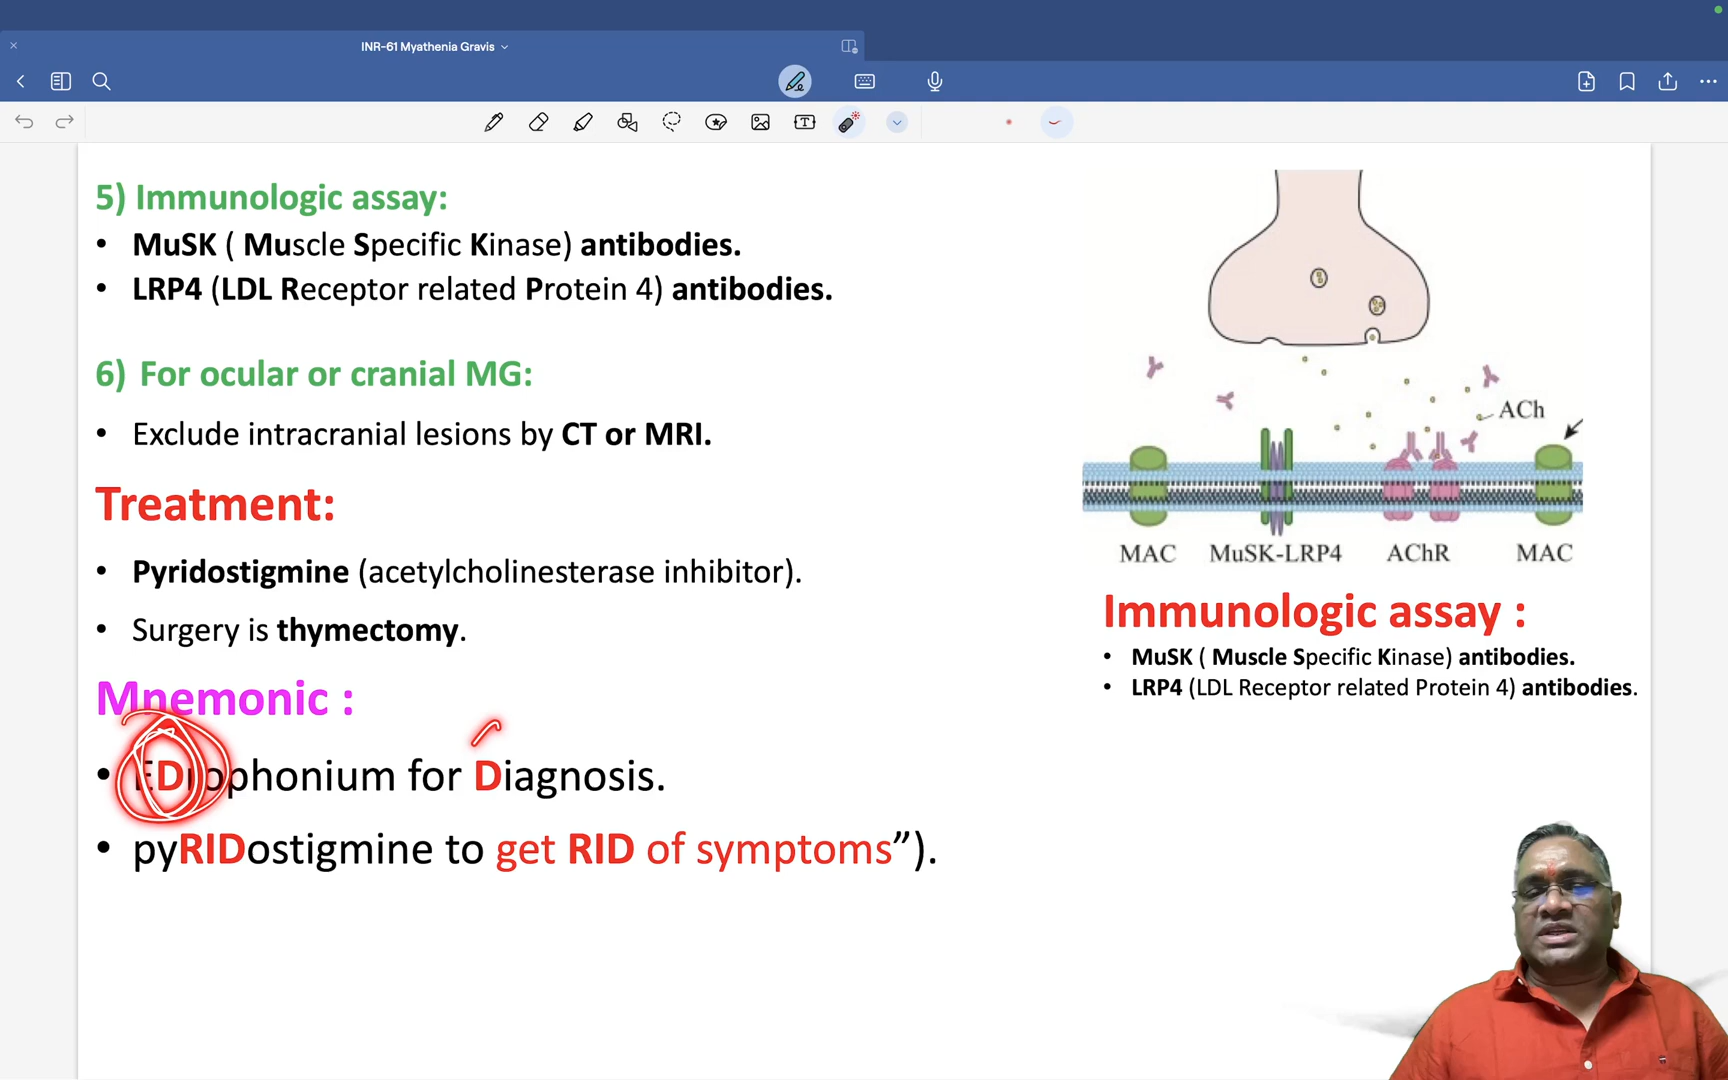 INR-61 Myathenia Gravis
5) Immunologic assay:
• MuSK ( Muscle Specific Kinase) antibodies.
• LRP4 (LDL Receptor related Protein 4) antibodies.
6) For ocular or cranial MG:
• Exclude intracranial lesions by CT or MRI.
Treatment:
• Pyridostigmine (acetylcholinesterase inhibitor).
• Surgery is thymectomy.
Mnemonic :
• EDrophonium for Diagnosis.
• pyRIDostigmine to get RID of symptoms”).
ACh
MAC MuSK-LRP4 AChR MAC
Immunologic assay :
• MuSK ( Muscle Specific Kinase) antibodies.
• LRP4 (LDL Receptor related Protein 4) antibodies.